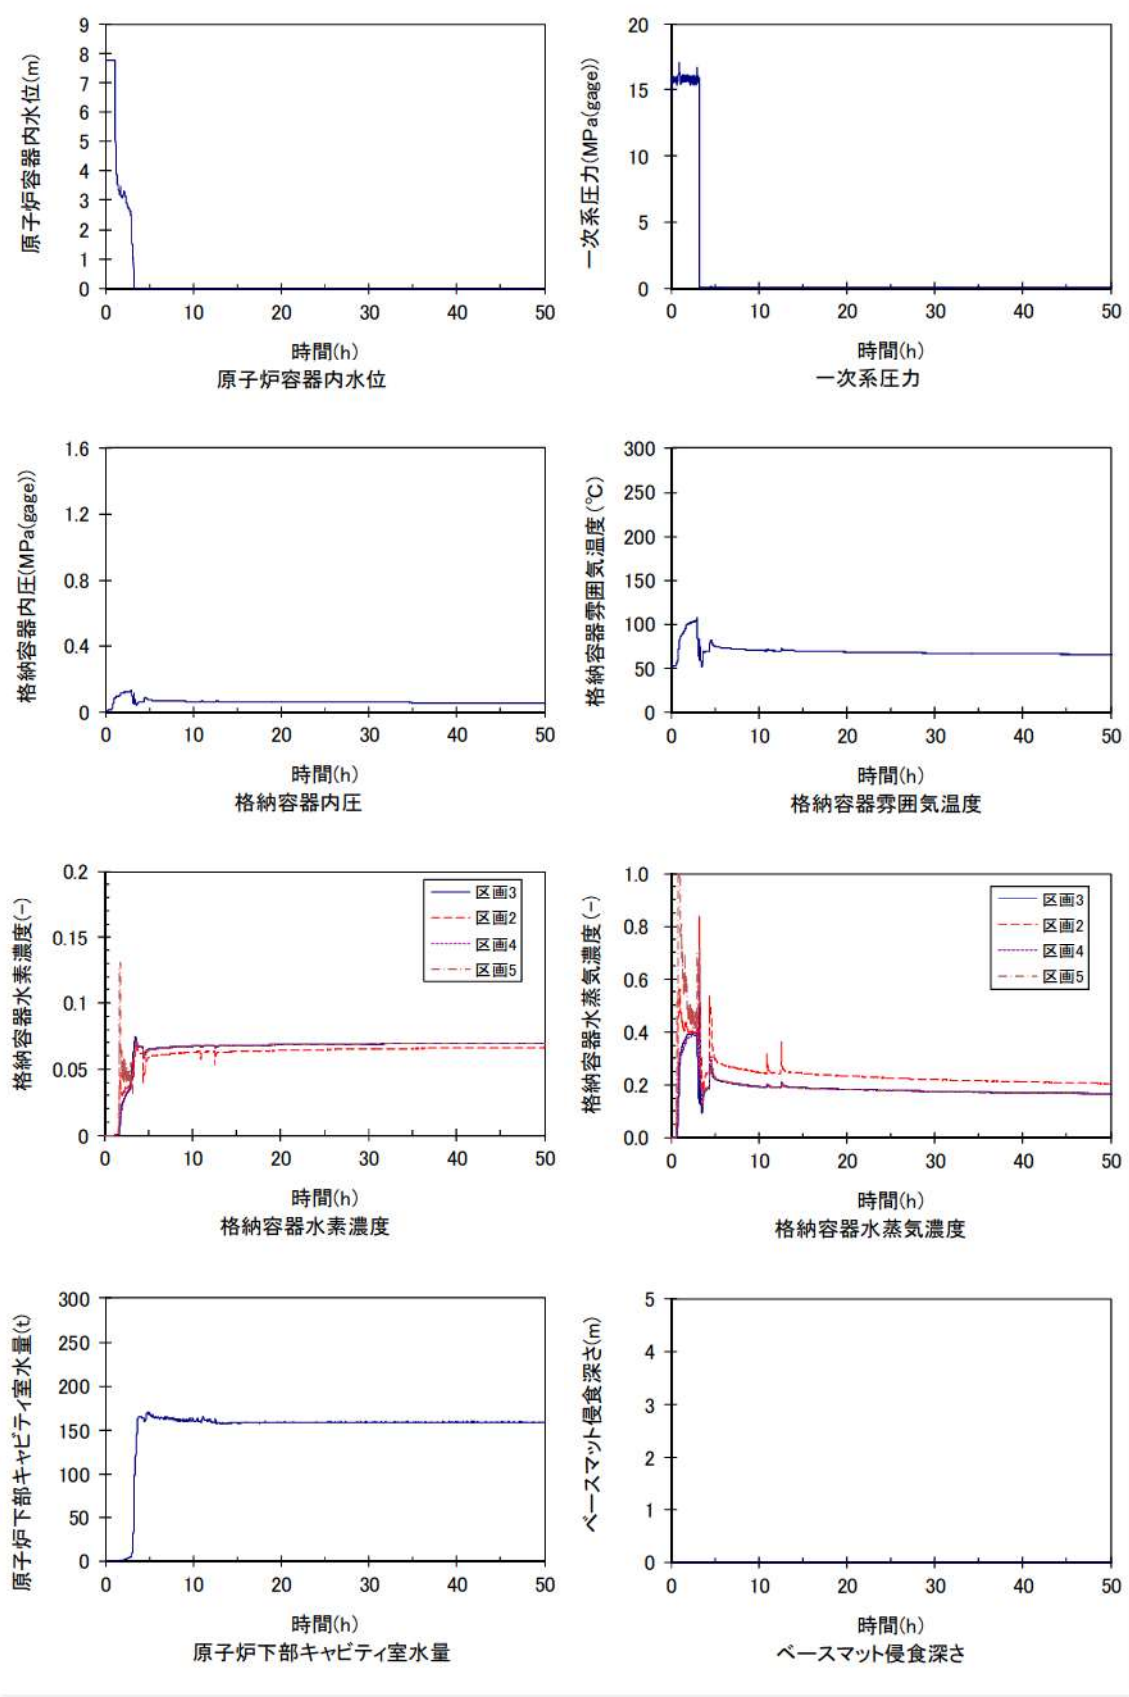 原子炉容器内水位(m)
9
8
7
6
5
4
3
2
1
0
0 10 20 30 40 50
時間(h)
原子炉容器内水位
一次系圧力(MPa(gage))
20
15
10
5
0
0 10 20 30 40 50
時間(h)
一次系圧力
格納容器内圧(MPa(gage))
1.6
1.2
0.8
0.4
0
0 10 20 30 40 50
時間(h)
格納容器内圧
格納容器雰囲気温度(℃)
300
250
200
150
100
50
0
0 10 20 30 40 50
時間(h)
格納容器雰囲気温度
格納容器水素濃度(-)
0.2
0.15
0.1
0.05
0
区画3
区画2
区画4
区画5
0 10 20 30 40 50
時間(h)
格納容器水素濃度
格納容器水蒸気濃度(-)
1.0
0.8
0.6
0.4
0.2
0.0
区画3
区画2
区画4
区画5
0 10 20 30 40 50
時間(h)
格納容器水蒸気濃度
原子炉下部キャビティ室水量(t)
300
250
200
150
100
50
0
0 10 20 30 40 50
時間(h)
原子炉下部キャビティ室水量
ベースマット侵食深さ(m)
5
4
3
2
1
0
0 10 20 30 40 50
時間(h)
ベースマット侵食深さ